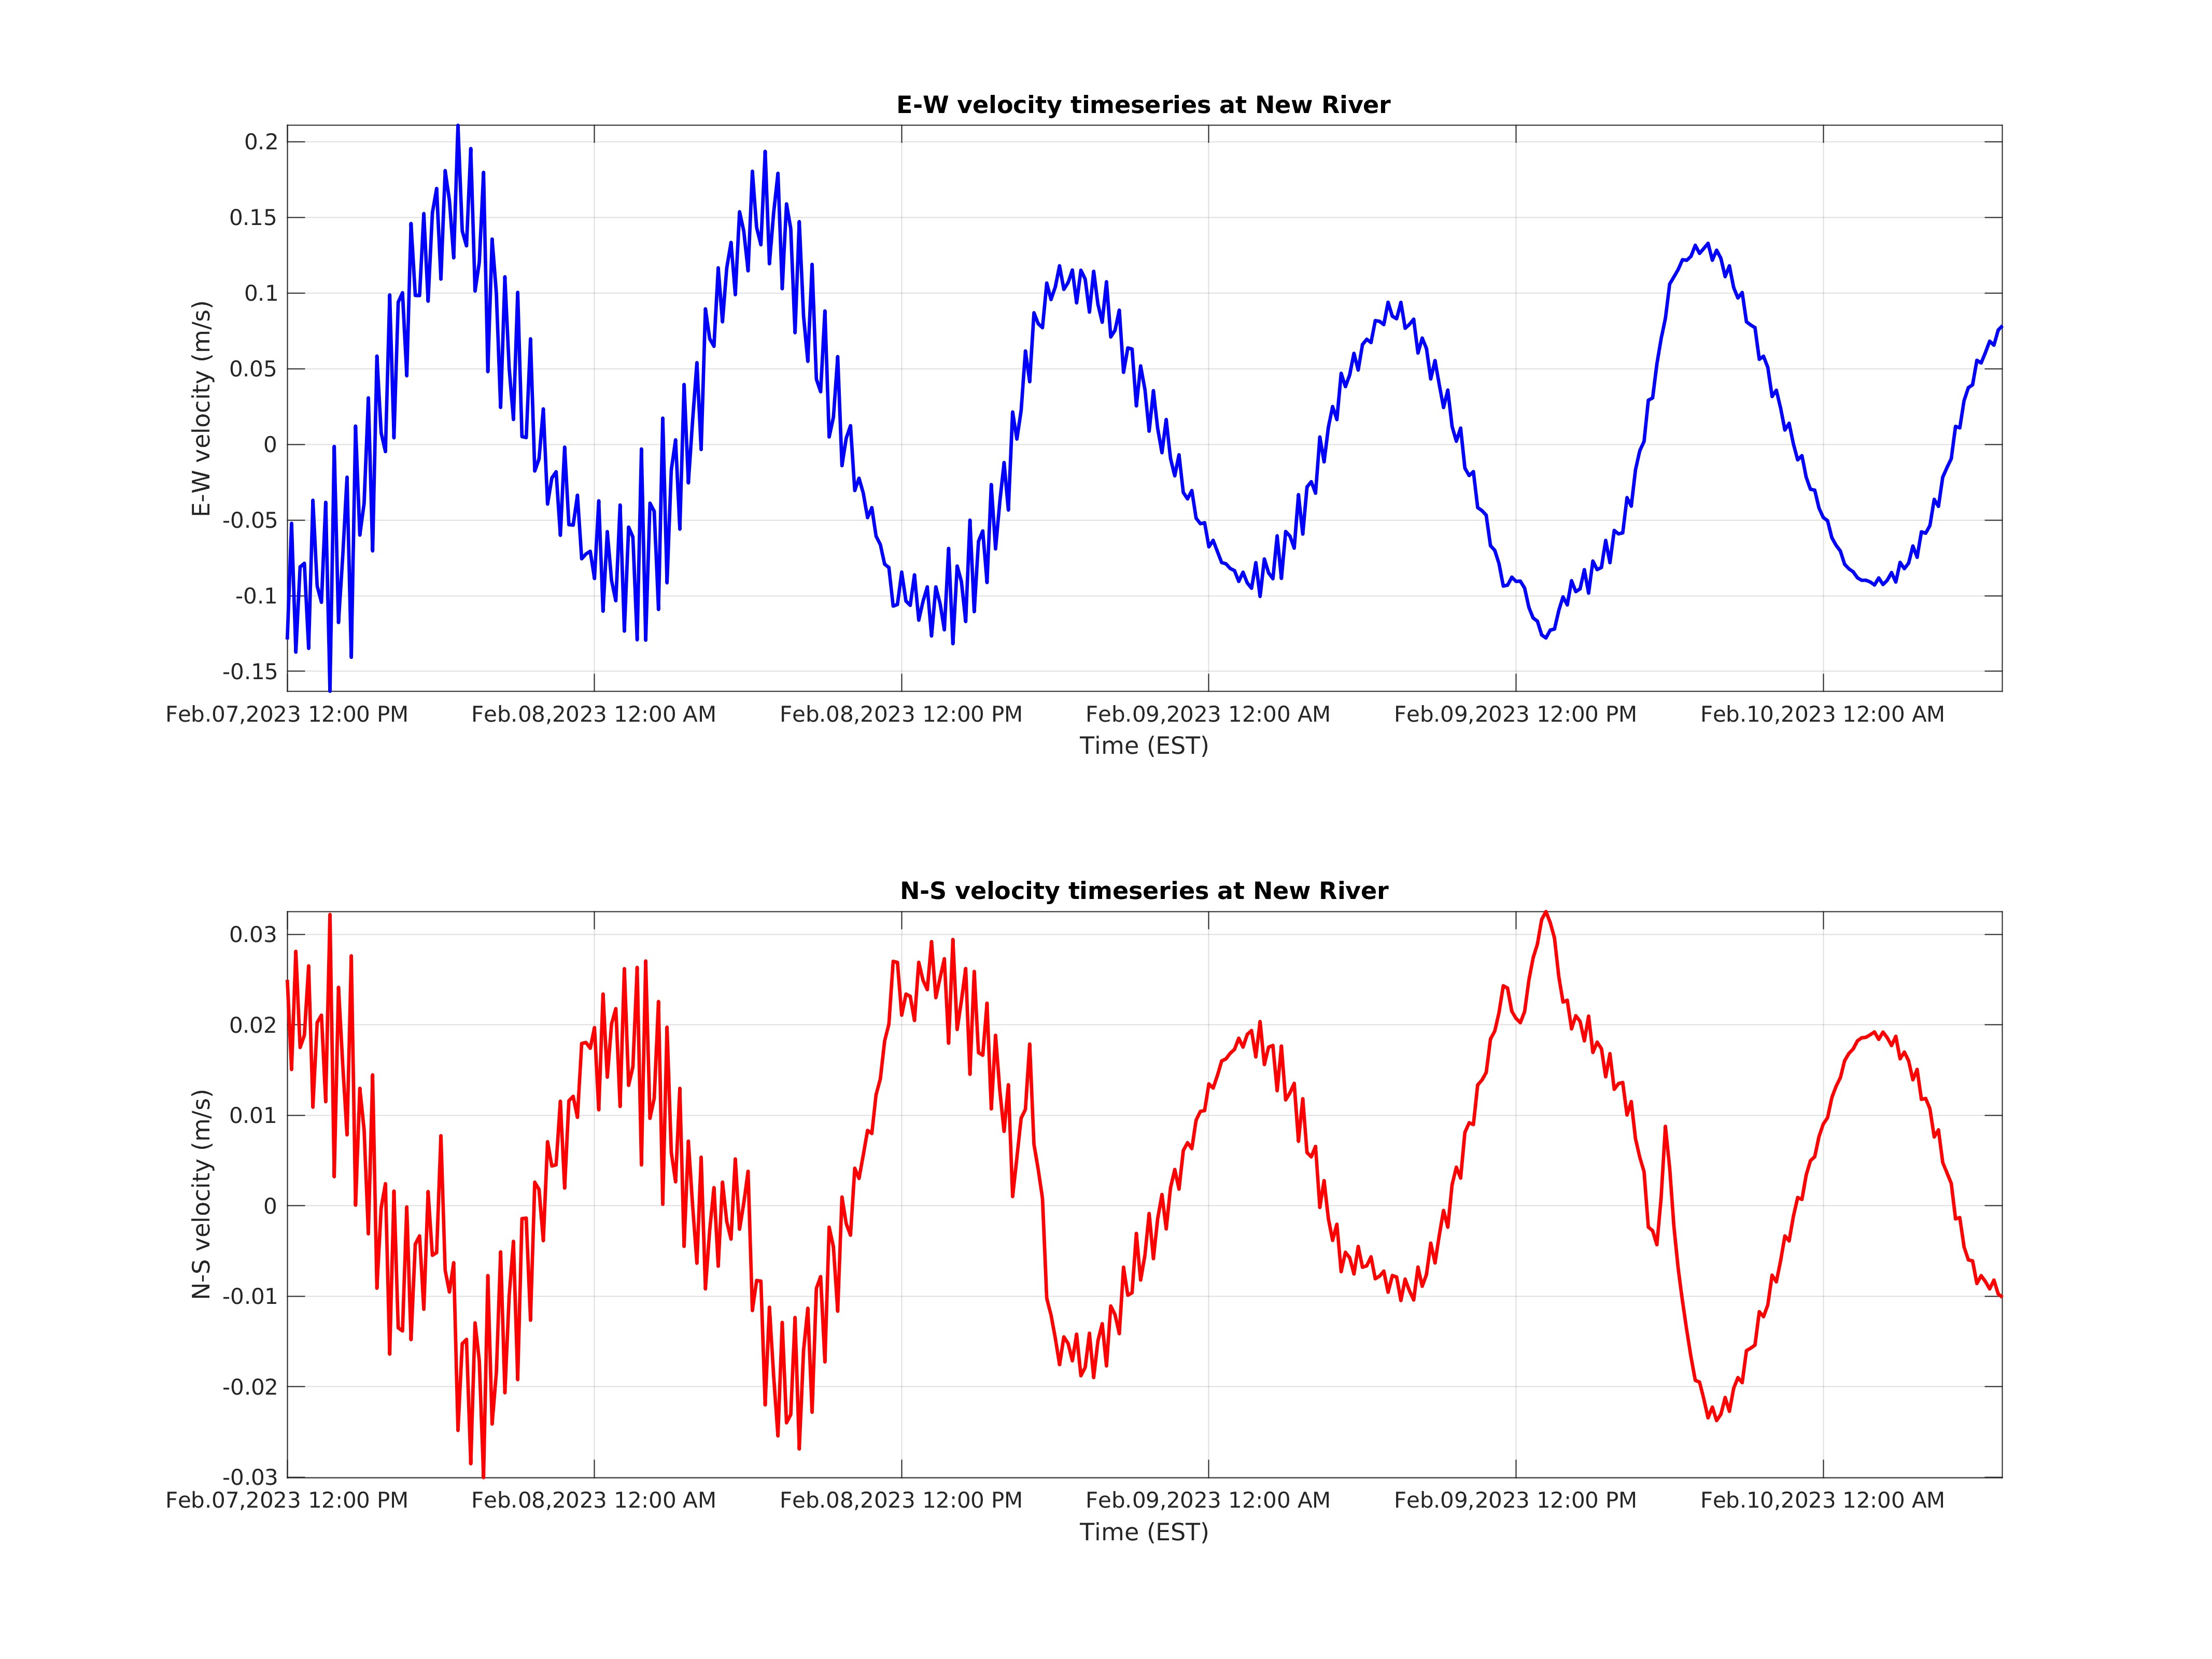 E-W velocity timeseries at New River
0.2
0.15
0.1
0.05
0
-0.05
-0.1
-0.15
E-W velocity (m/s)
Feb.07,2023 12:00 PM Feb.08,2023 12:00 AM Feb.08,2023 12:00 PM Feb.09,2023 12:00 AM Feb.09,2023 12:00 PM Feb.10,2023 12:00 AM
Time (EST)
N-S velocity timeseries at New River
0.03
0.02
0.01
0
-0.01
-0.02
-0.03
N-S velocity (m/s)
Feb.07,2023 12:00 PM Feb.08,2023 12:00 AM Feb.08,2023 12:00 PM Feb.09,2023 12:00 AM Feb.09,2023 12:00 PM Feb.10,2023 12:00 AM
Time (EST)